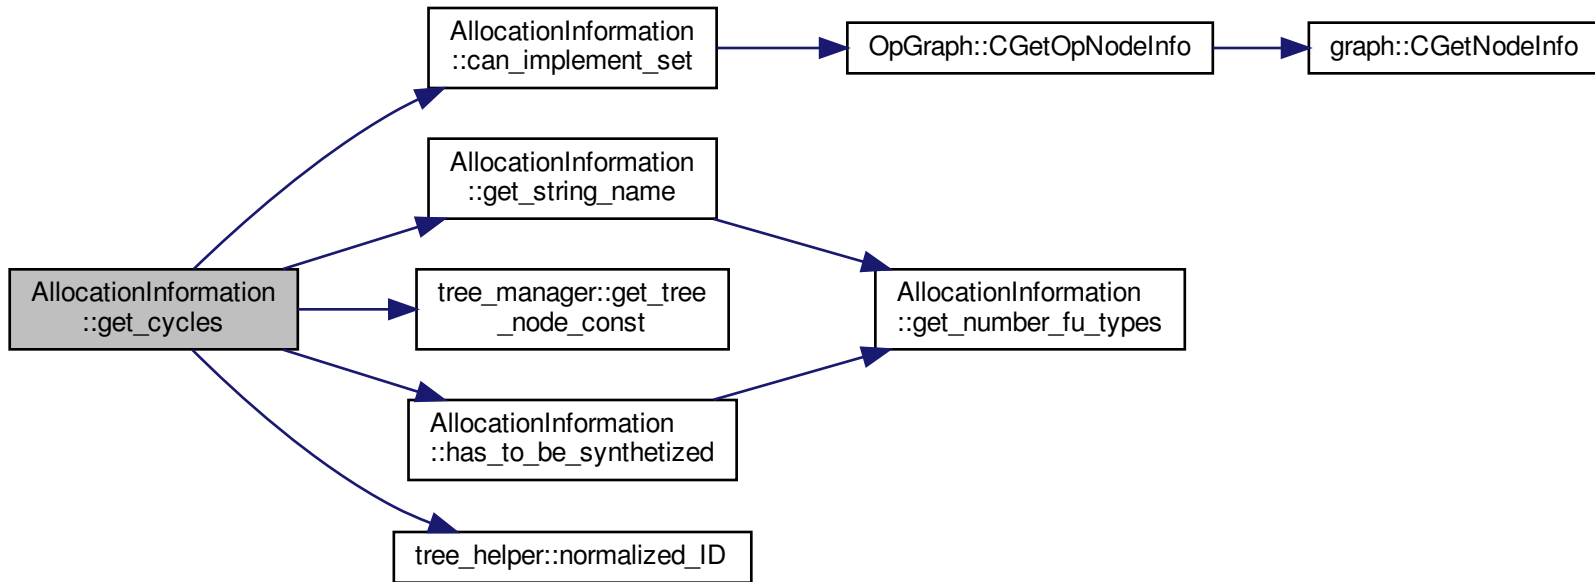 AllocationInformation
::get_cycles
AllocationInformation
::can_implement_set
OpGraph::CGetOpNodeInfo
graph::CGetNodeInfo
AllocationInformation
::get_string_name
tree_manager::get_tree
_node_const
AllocationInformation
::has_to_be_synthetized
AllocationInformation
::get_number_fu_types
tree_helper::normalized_ID